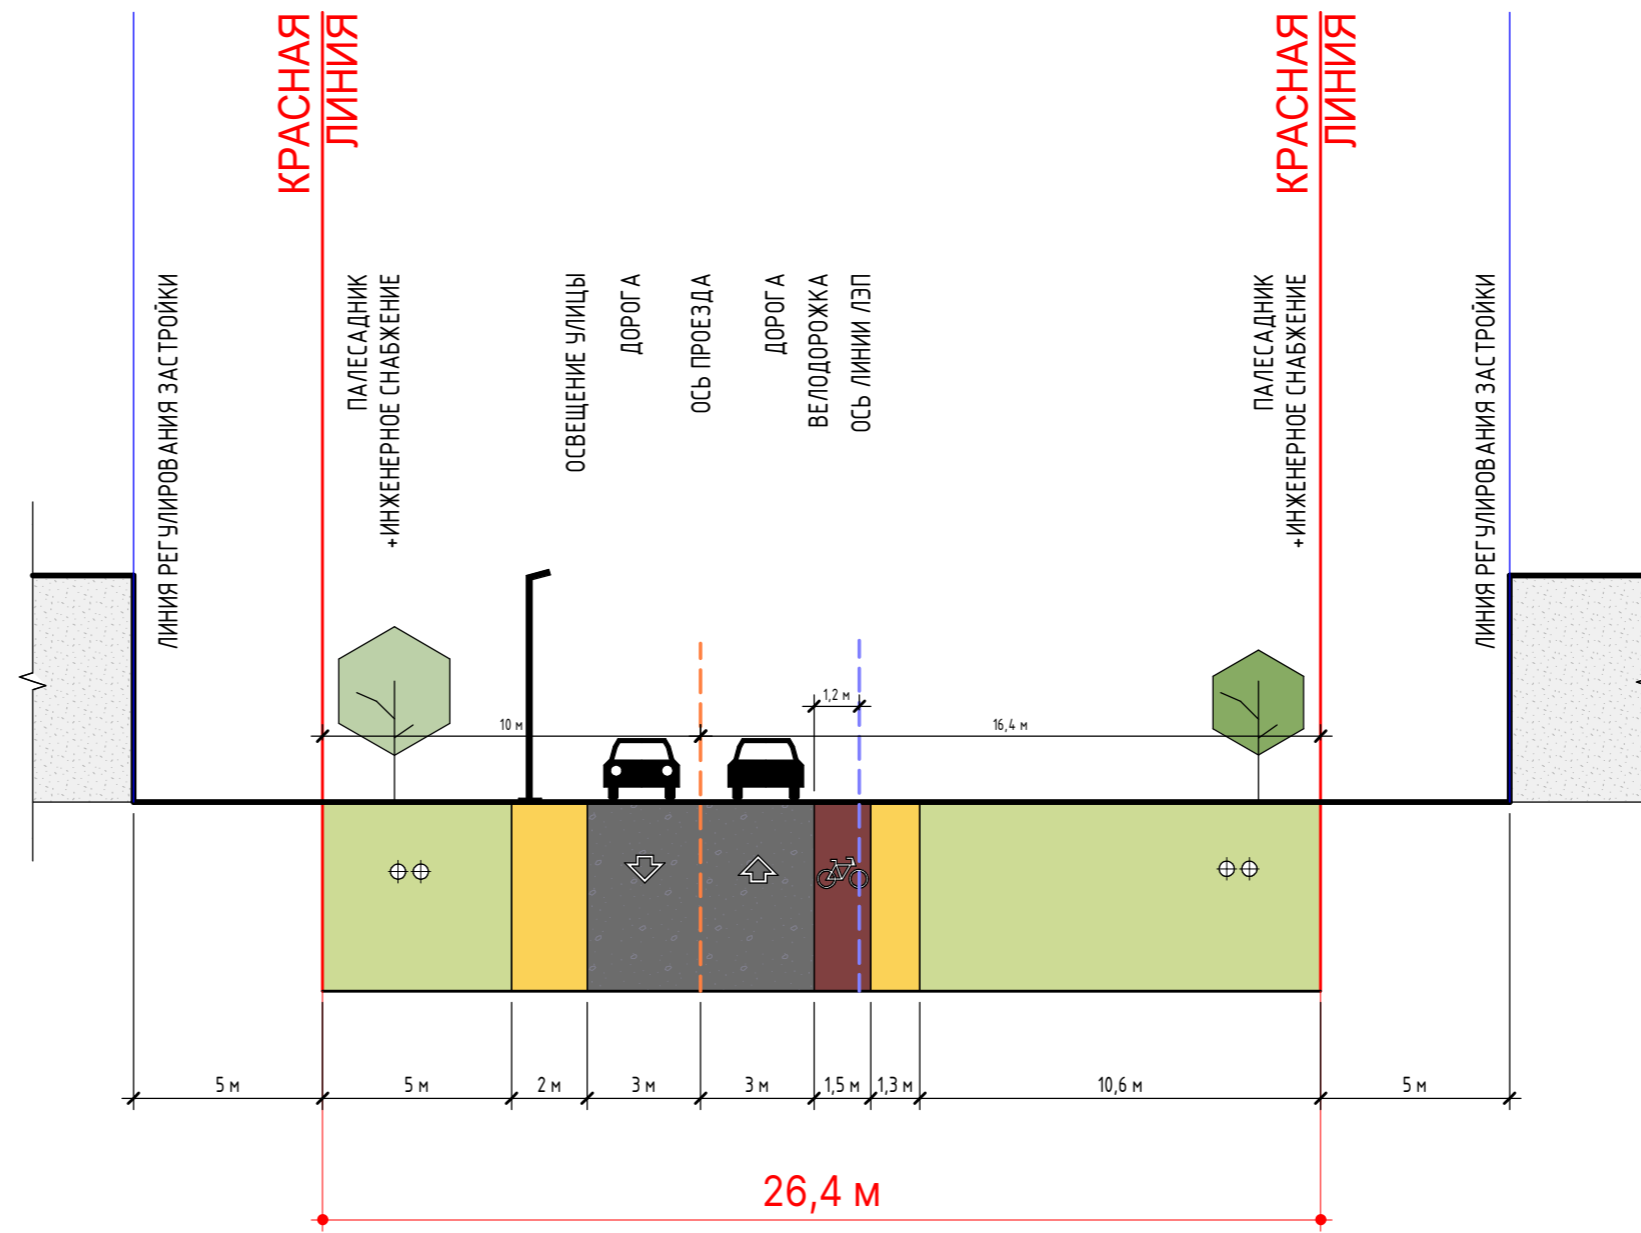 КРАСНАЯ
ЛИНИЯ
КРАСНАЯ
ЛИНИЯ
ЛИНИЯ РЕГУЛИРОВАНИЯ ЗАСТРОЙКИ
ПАЛЕСАДНИК
+ИНЖЕНЕРНОЕ СНАБЖЕНИЕ
ОСВЕЩЕНИЕ УЛИЦЫ
ДОРОГА
ОСЬ ПРОЕЗДА
ДОРОГА
ВЕЛОДОРОЖКА
ОСЬ ЛИНИИ ЛЭП
ПАЛЕСАДНИК
+ИНЖЕНЕРНОЕ СНАБЖЕНИЕ
ЛИНИЯ РЕГУЛИРОВАНИЯ ЗАСТРОЙКИ
1,2 м
10 м
16,4 м
5 м
5 м
2 м
3 м
3 м
1,5 м
1,3 м
10,6 м
5 м
26,4 м